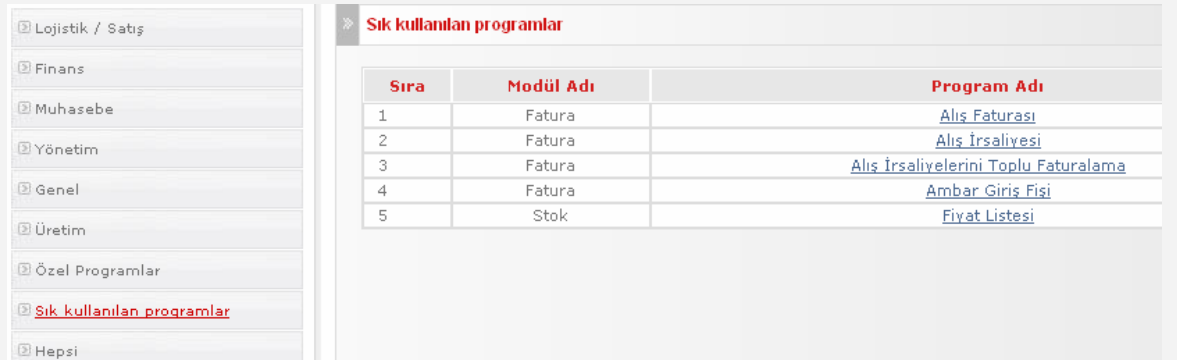 Lojistik / Satış
Finans
Muhasebe
Yönetim
Genel
Üretim
Özel Programlar
Sık kullanılan programlar
Hepsi
Sık kullanılan programlar
Sıra Modül Adı Program Adı
1 Fatura Alış Faturası
2 Fatura Alış İrsaliyesi
3 Fatura Alış İrsaliyelerini Toplu Faturalama
4 Fatura Ambar Giriş Fişi
5 Stok Fiyat Listesi